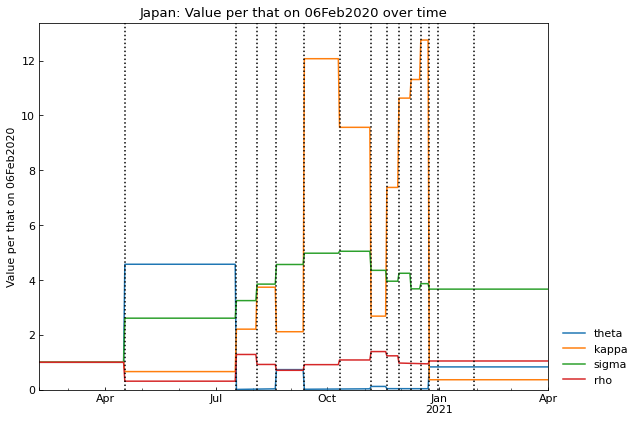 Japan: Value per that on 06Feb2020 over time
Value per that on 06Feb2020
12
10
8
6
4
2
0
Apr
Jul
Oct
Jan
2021
Apr
theta
kappa
sigma
rho